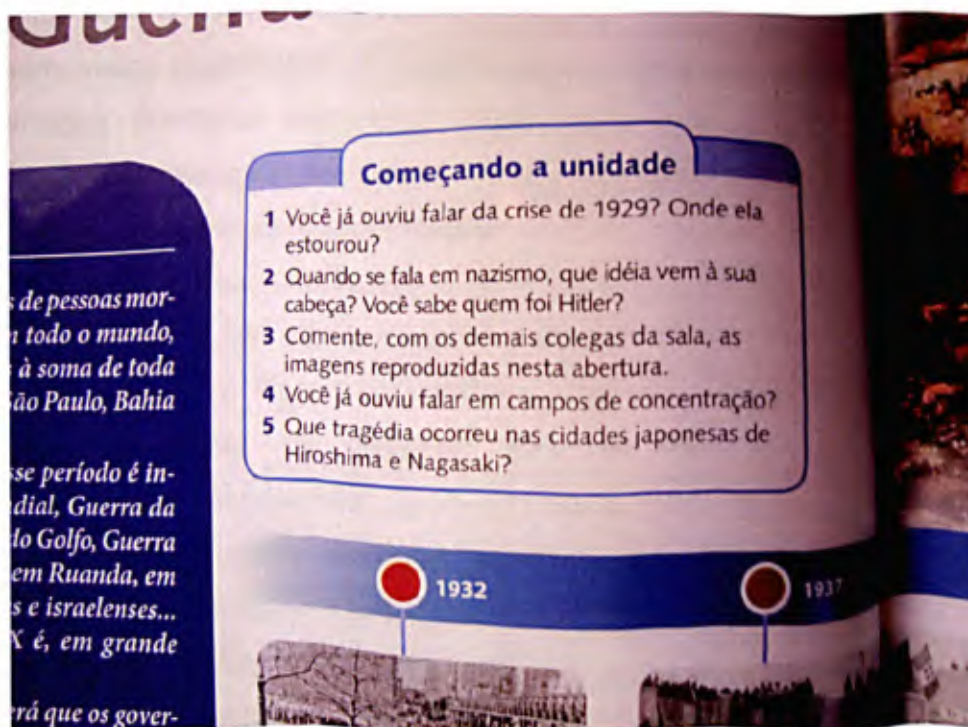 Guerra
Começando a unidade
1 Você já ouviu falar da crise de 1929? Onde ela
estourou?
2 Quando se fala em nazismo, que idéia vem à sua
cabeça? Você sabe quem foi Hitler?
3 Comente, com os demais colegas da sala, as
imagens reproduzidas nesta abertura.
4 Você já ouviu falar em campos de concentração?
5 Que tragédia ocorreu nas cidades japonesas de
Hiroshima e Nagasaki?
s de pessoas mor-
todo o mundo,
à soma de toda
São Paulo, Bahia
sse período é in-
dial, Guerra da
do Golfo, Guerra
em Ruanda, em
s e israelenses...
X é, em grande
rá que os gover-
1932
1937